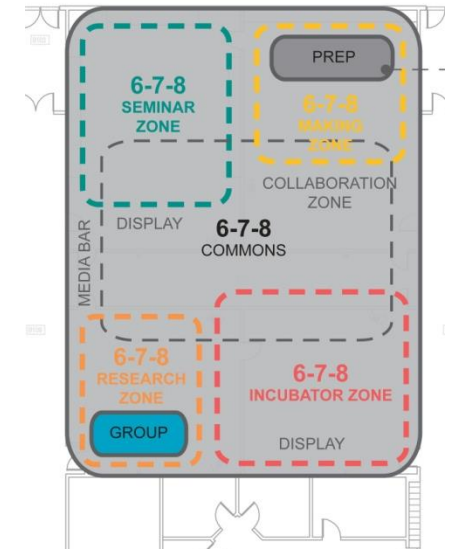 PREP
6-7-8
SEMINAR
ZONE
6-7-8
MAKING
ZONE
COLLABORATION
ZONE
DISPLAY
6-7-8
COMMONS
MEDIA BAR
6-7-8
RESEARCH
ZONE
GROUP
6-7-8
INCUBATOR ZONE
DISPLAY